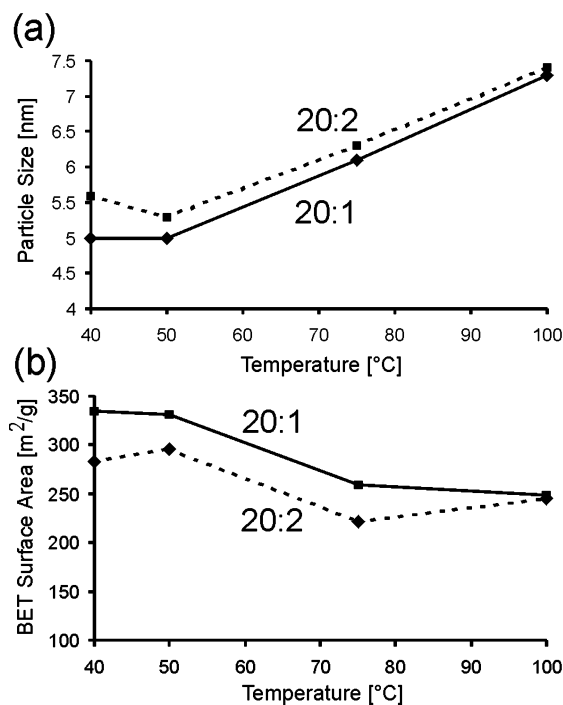 (a)
7.5
7
6.5
6
5.5
5
4.5
4
Particle Size [nm]
20:2
20:1
40 50 60 70 80 90 100
Temperature [°C]
(b)
350
300
250
200
150
100
BET Surface Area [m²/g]
20:1
20:2
40 50 60 70 80 90 100
Temperature [°C]